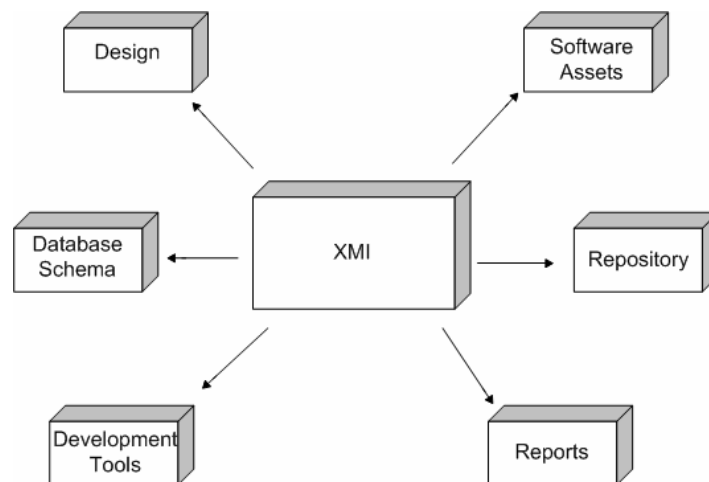 Design
Software
Assets
Database
Schema
XMI
Repository
Development
Tools
Reports